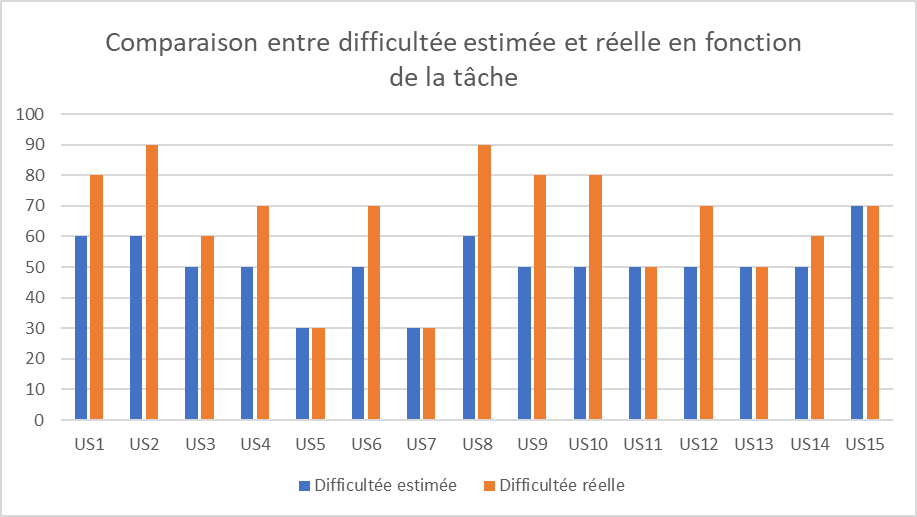 Comparaison entre difficultée estimée et réelle en fonction
de la tâche
100
90
80
70
60
50
40
30
20
10
0
US1 US2 US3 US4 US5 US6 US7 US8 US9 US10 US11 US12 US13 US14 US15
Difficultée estimée Difficultée réelle